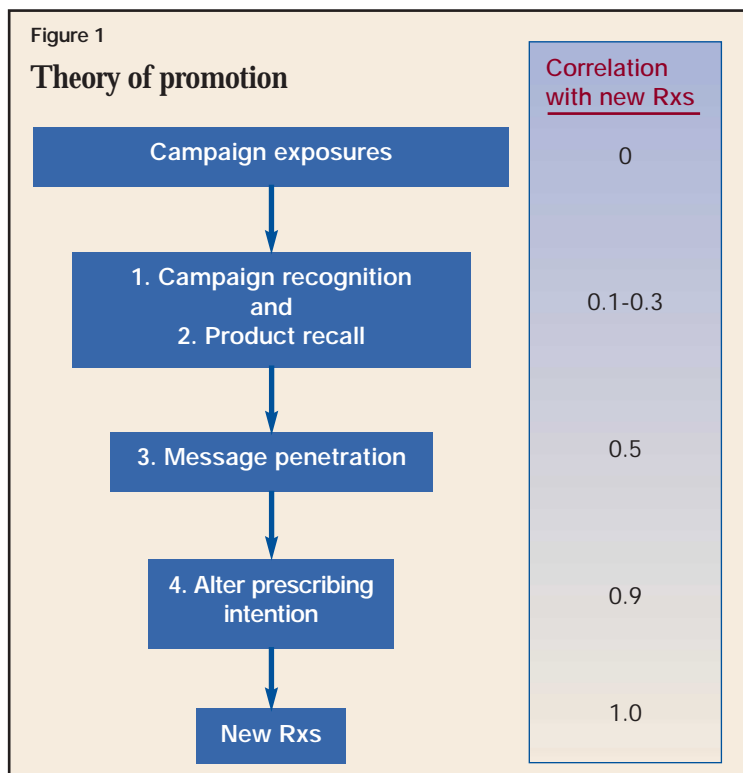 Figure 1
Theory of promotion
Correlation
with new Rxs
Campaign exposures
0
1. Campaign recognition
and
2. Product recall
0.1-0.3
3. Message penetration
0.5
4. Alter prescribing
intention
0.9
New Rxs
1.0